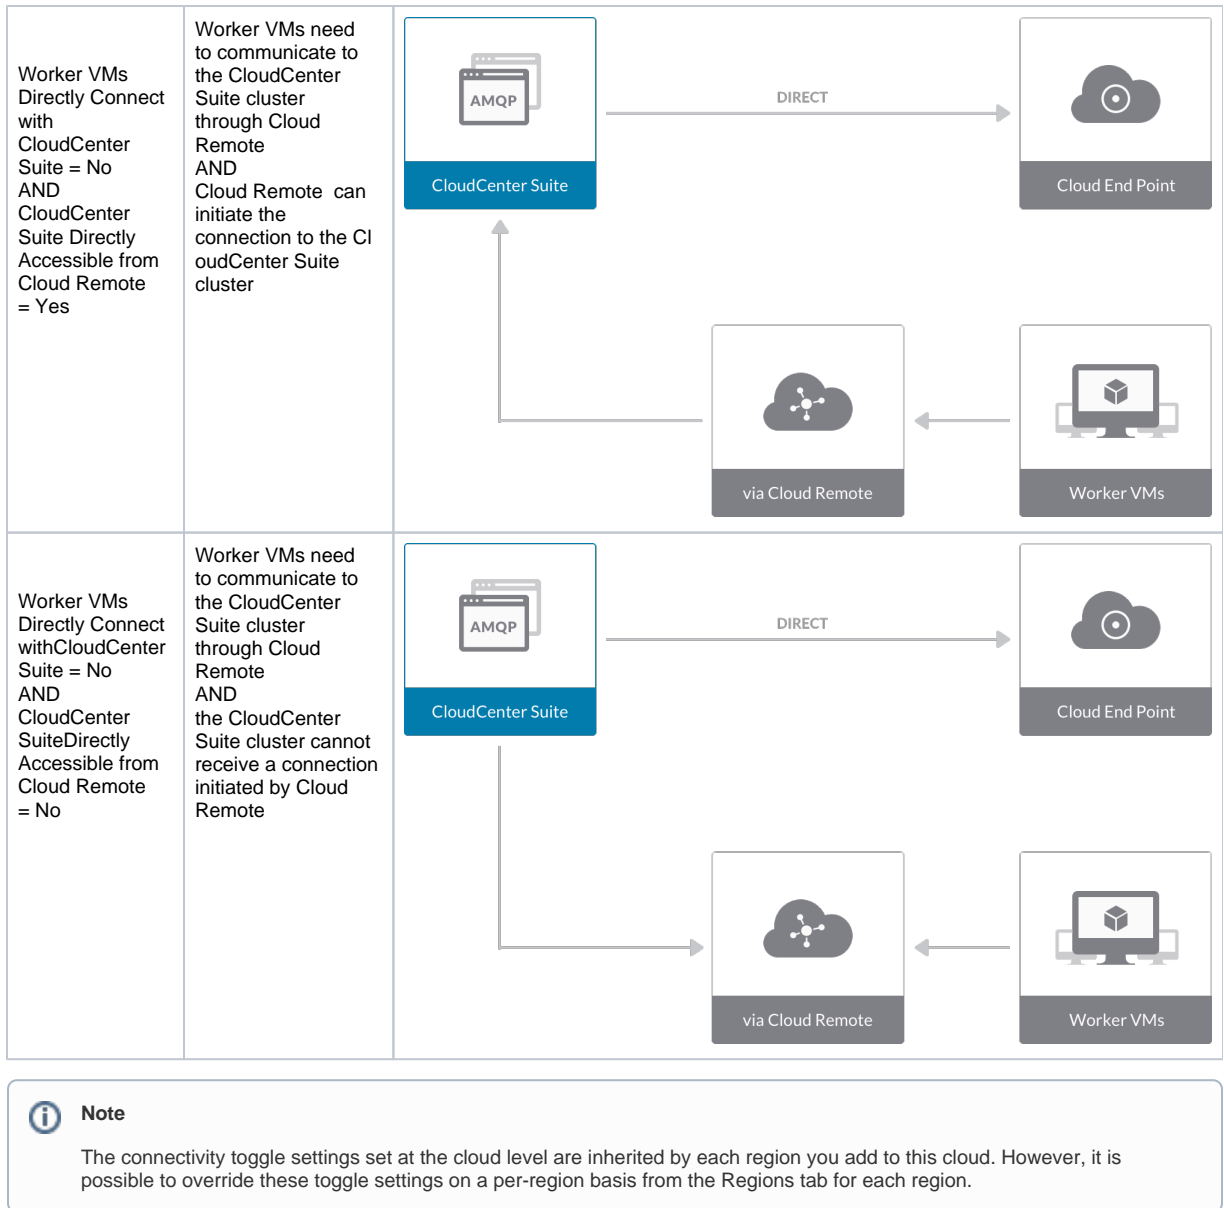 Worker VMs
Directly Connect
with
CloudCenter
Suite = No
AND
CloudCenter
Suite Directly
Accessible from
Cloud Remote
= Yes
Worker VMs need
to communicate to
the CloudCenter
Suite cluster
through Cloud
Remote
AND
Cloud Remote can
initiate the
connection to the Cl
oudCenter Suite
cluster
AMQP
CloudCenter Suite
DIRECT
Cloud End Point
via Cloud Remote
Worker VMs
Worker VMs
Directly Connect
withCloudCenter
Suite = No
AND
CloudCenter
SuiteDirectly
Accessible from
Cloud Remote
= No
Worker VMs need
to communicate to
the CloudCenter
Suite cluster
through Cloud
Remote
AND
the CloudCenter
Suite cluster cannot
receive a connection
initiated by Cloud
Remote
AMQP
CloudCenter Suite
DIRECT
Cloud End Point
via Cloud Remote
Worker VMs
Note
The connectivity toggle settings set at the cloud level are inherited by each region you add to this cloud. However, it is
possible to override these toggle settings on a per-region basis from the Regions tab for each region.